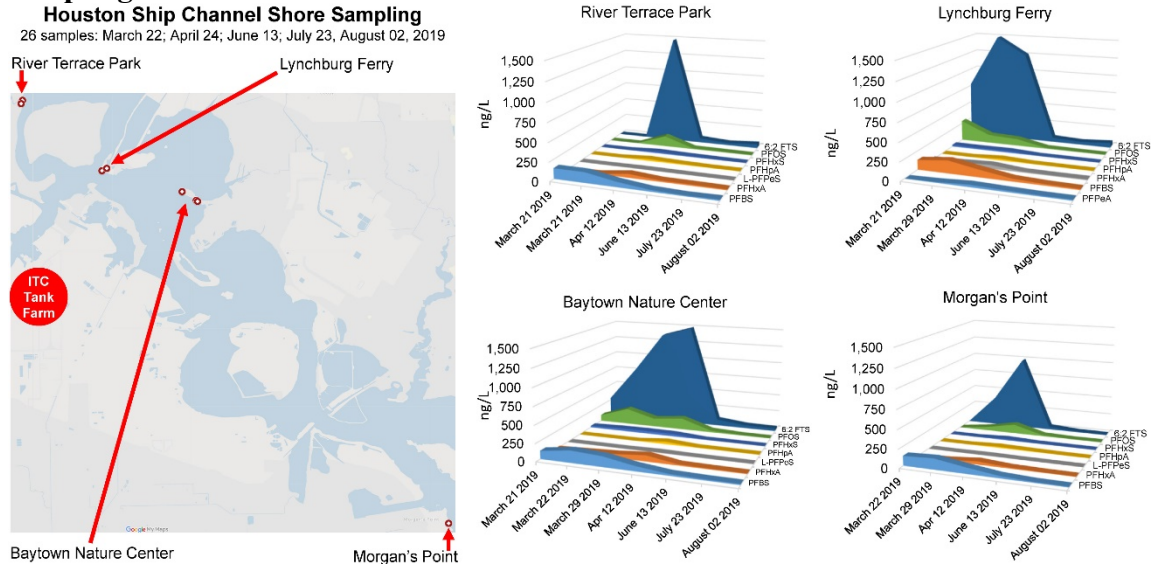 Houston Ship Channel Shore Sampling
26 samples: March 22; April 24; June 13; July 23, August 02, 2019
River Terrace Park
Lynchburg Ferry
ITC
Tank
Farm
Google My Maps
Baytown Nature Center
Morgan's Point
River Terrace Park
ng/L
1,500
1,250
1,000
750
500
250
0
6:2 FTS
PFOS
PFHxS
PFHpA
L-PFPeS
PFHxA
PFBS
March 21 2019
March 21 2019
Apr 12 2019
June 13 2019
July 23 2019
August 02 2019
Lynchburg Ferry
ng/L
1,500
1,250
1,000
750
500
250
0
6:2 FTS
PFOS
PFHxS
PFHpA
PFHxA
PFBS
PFPeA
March 21 2019
March 29 2019
Apr 12 2019
June 13 2019
July 23 2019
August 02 2019
Baytown Nature Center
ng/L
1,500
1,250
1,000
750
500
250
0
6:2 FTS
PFOS
PFHxS
PFHpA
L-PFPeS
PFHxA
PFBS
March 21 2019
March 22 2019
March 29 2019
Apr 12 2019
June 13 2019
July 23 2019
August 02 2019
Morgan's Point
ng/L
1,500
1,250
1,000
750
500
250
0
6:2 FTS
PFOS
PFHxS
PFHpA
L-PFPeS
PFHxA
PFBS
March 22 2019
March 29 2019
Apr 12 2019
June 13 2019
July 23 2019
August 02 2019